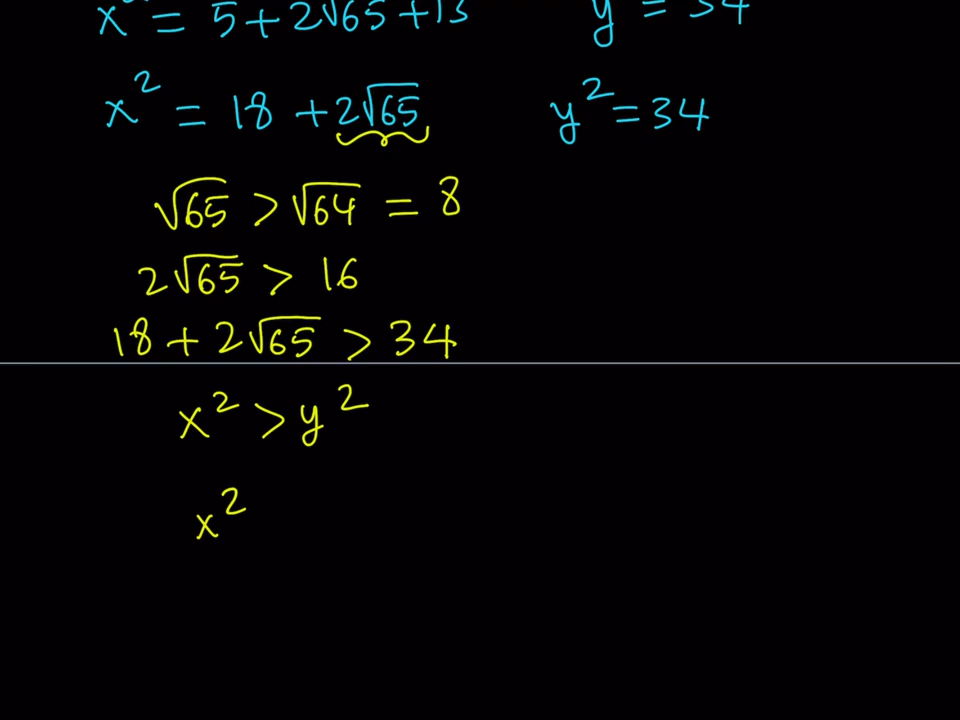 x² = 5 + 2√65 + 13 y² = 34
x² = 18 + 2√65 y² = 34
√65 > √64 = 8
2√65 > 16
18 + 2√65 > 34
x² > y²
x²